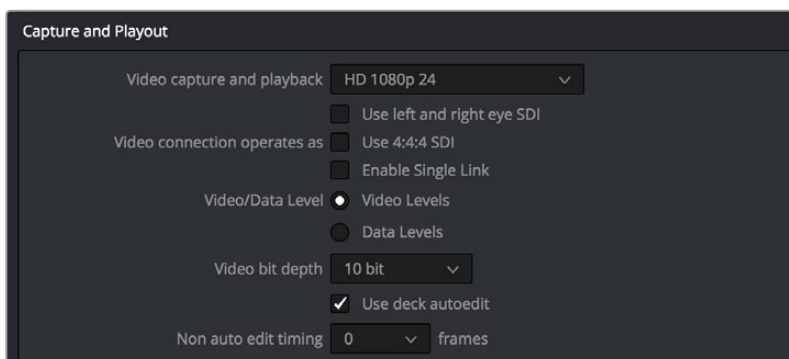 Capture and Playout
Video capture and playback HD 1080p 24
Use left and right eye SDI
Video connection operates as Use 4:4:4 SDI
Enable Single Link
Video/Data Level Video Levels
Data Levels
Video bit depth 10 bit
Use deck autoedit
Non auto edit timing 0 frames